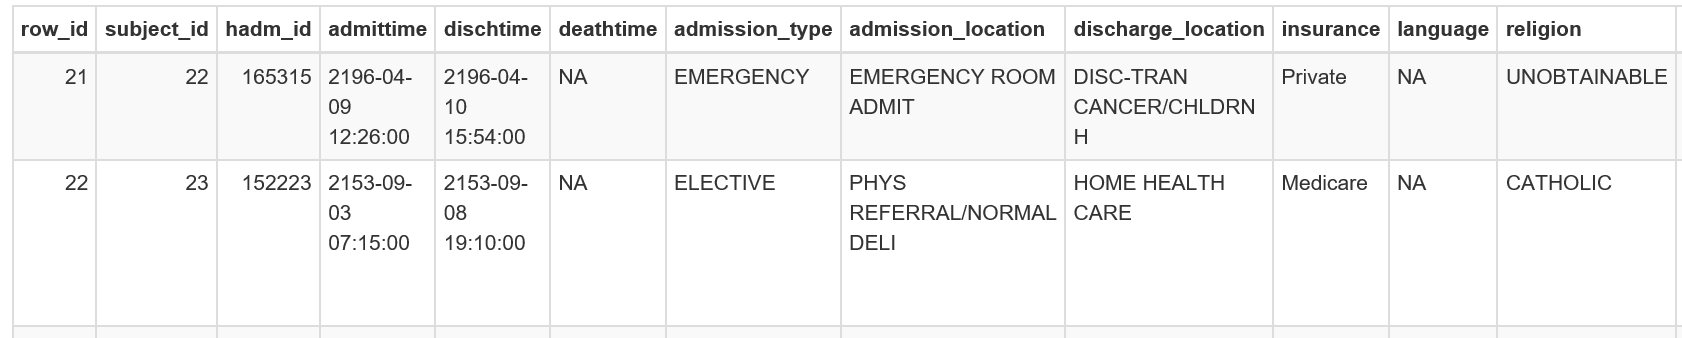 row_id subject_id hadm_id admittime dischtime deathtime admission_type admission_location discharge_location insurance language religion
21 22 165315 2196-04- 2196-04- NA EMERGENCY EMERGENCY ROOM DISC-TRAN Private NA UNOBTAINABLE
09 10 ADMIT CANCER/CHLDRN
12:26:00 15:54:00 H
22 23 152223 2153-09- 2153-09- NA ELECTIVE PHYS HOME HEALTH Medicare NA CATHOLIC
03 08 REFERRAL/NORMAL CARE
07:15:00 19:10:00 DELI